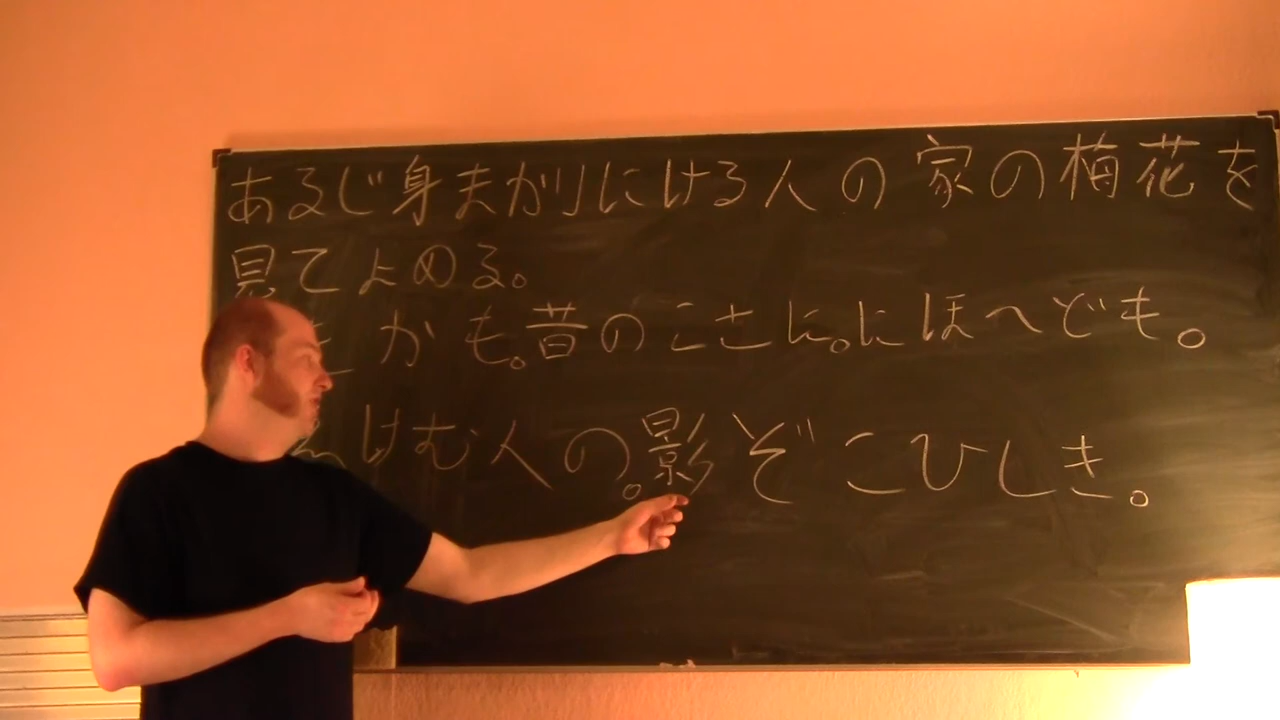 あるじ身まがりにける人の家の梅花を
見てよめる。
かも。昔のこさに。にほへども。
けむ人の。影ぞこひしき。